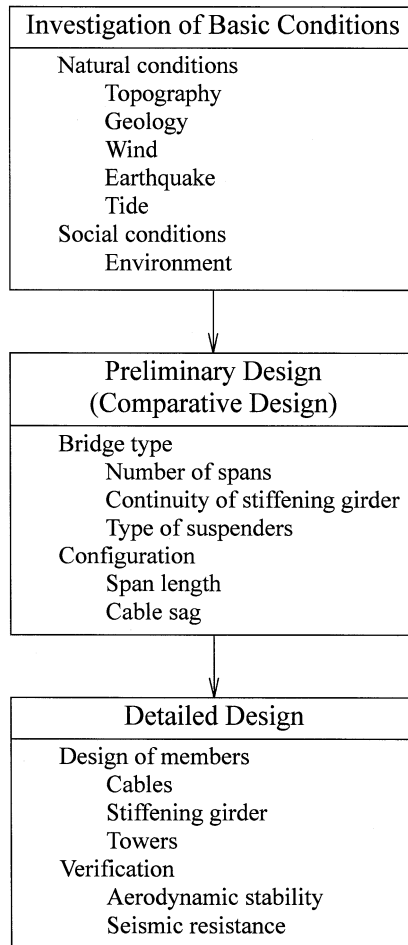 Investigation of Basic Conditions
Natural conditions
Topography
Geology
Wind
Earthquake
Tide
Social conditions
Environment
Preliminary Design
(Comparative Design)
Bridge type
Number of spans
Continuity of stiffening girder
Type of suspenders
Configuration
Span length
Cable sag
Detailed Design
Design of members
Cables
Stiffening girder
Towers
Verification
Aerodynamic stability
Seismic resistance